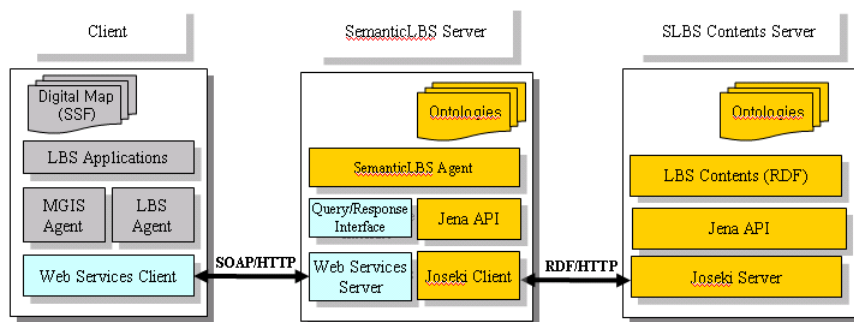 Client
SemanticLBS Server
SLBS Contents Server
Digital Map
(SSF)
Ontologies
Ontologies
LBS Applications
SemanticLBS Agent
LBS Contents (RDF)
MGIS
Agent
LBS
Agent
Query/Response
Interface
Jena API
Jena API
Web Services Client
SOAP/HTTP
Web Services
Server
Joseki Client
RDF/HTTP
Joseki Server